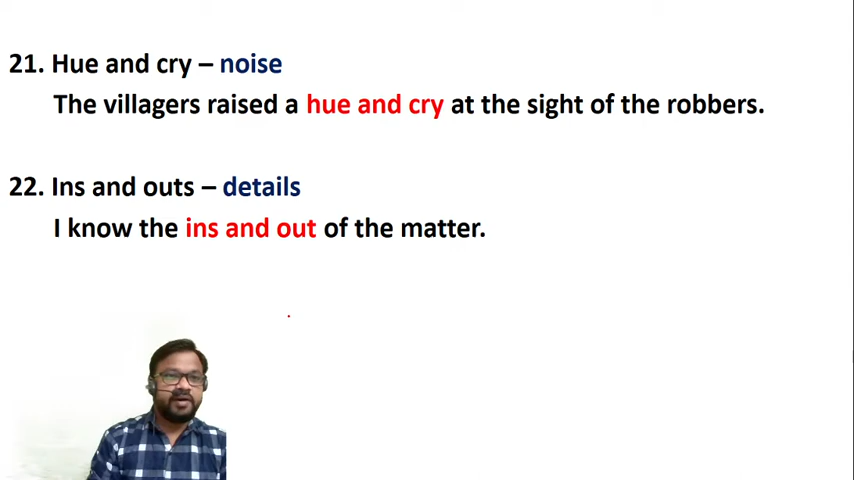 21. Hue and cry – noise
The villagers raised a hue and cry at the sight of the robbers.
22. Ins and outs – details
I know the ins and out of the matter.